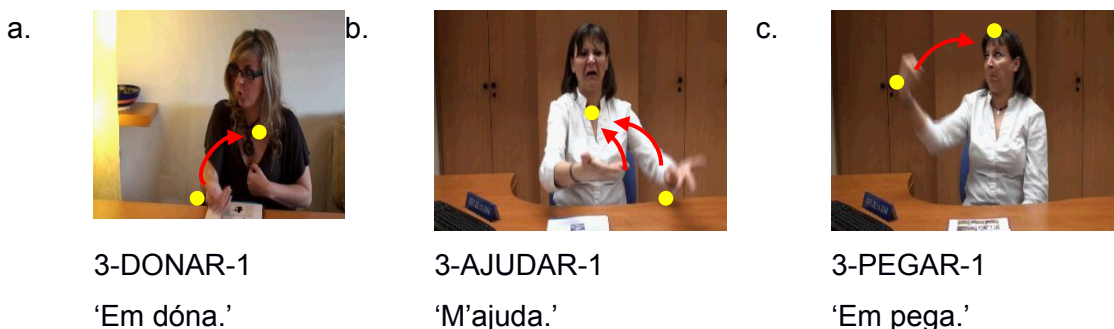 a. b. c.
3-DONAR-1 3-AJUDAR-1 3-PEGAR-1
‘Em dóna.’ ‘M’ajuda.’ ‘Em pega.’